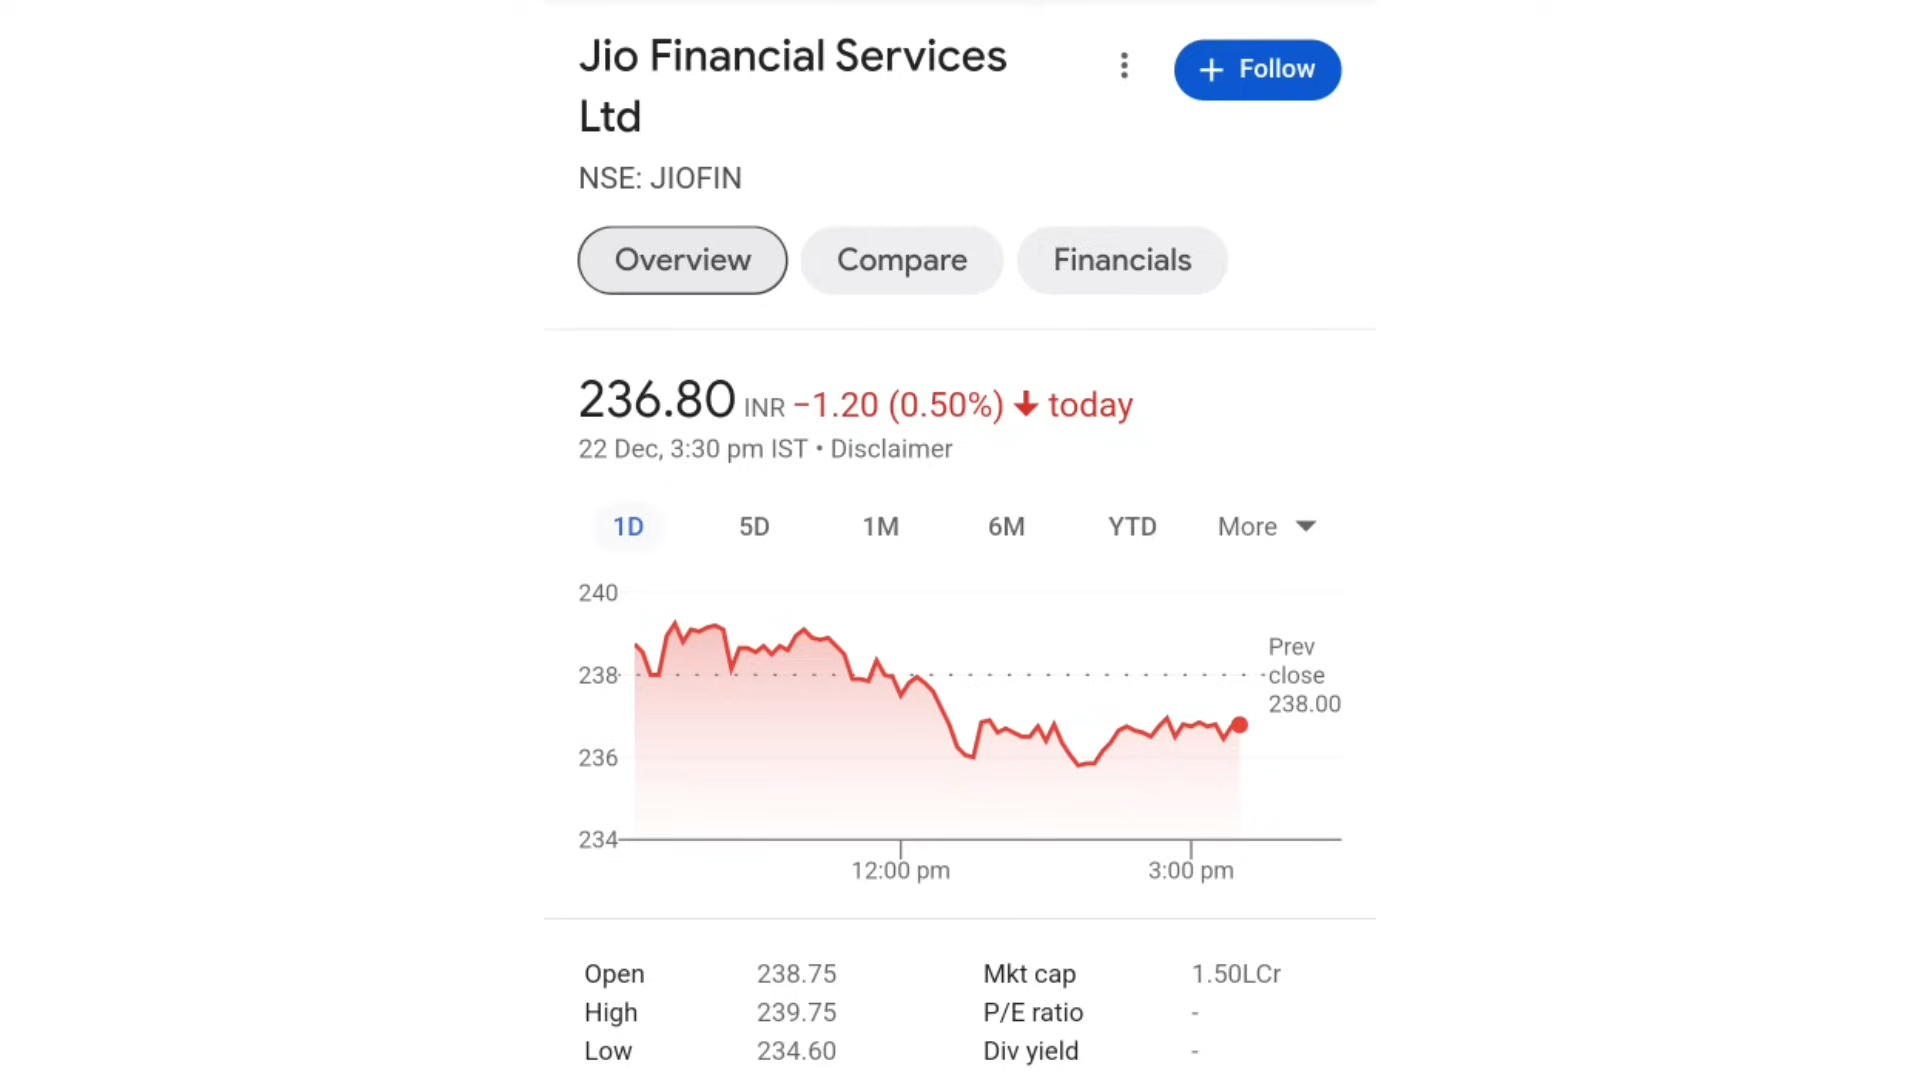 Jio Financial Services
Ltd
+ Follow
NSE: JIOFIN
Overview Compare Financials
236.80 INR −1.20 (0.50%) ↓ today
22 Dec, 3:30 pm IST • Disclaimer
1D 5D 1M 6M YTD More
240
238
236
234
Prev
close
238.00
12:00 pm 3:00 pm
Open 238.75 Mkt cap 1.50LCr
High 239.75 P/E ratio -
Low 234.60 Div yield -